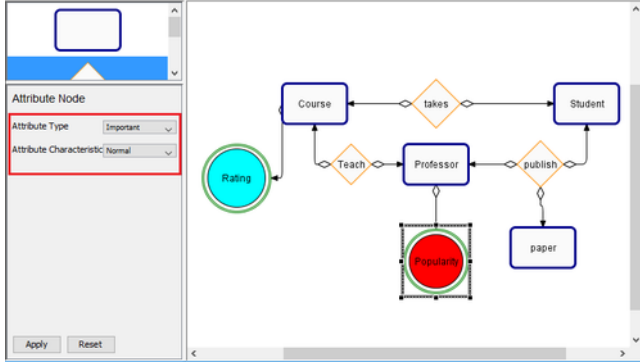 Attribute Node
Attribute Type Important
Attribute Characteristic Normal
Apply Reset
Course takes Student
Rating Teach Professor publish
Popularity paper